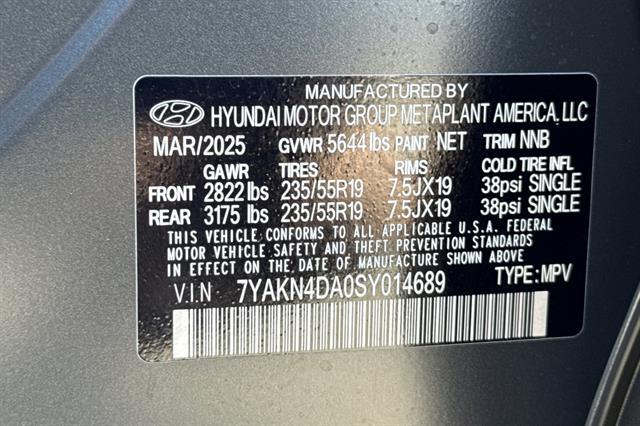 MANUFACTURED BY
HYUNDAI MOTOR GROUP METAPLANT AMERICA, LLC
MAR/2025 GVWR 5644 lbs PAINT NET TRIM NNB
GAWR TIRES RIMS COLD TIRE INFL
FRONT 2822 lbs 235/55R19 7.5JX19 38psi SINGLE
REAR 3175 lbs 235/55R19 7.5JX19 38psi SINGLE
THIS VEHICLE CONFORMS TO ALL APPLICABLE U.S.A. FEDERAL
MOTOR VEHICLE SAFETY AND THEFT PREVENTION STANDARDS
IN EFFECT ON THE DATE OF MANUFACTURE SHOWN ABOVE.
V.I.N 7YAKN4DA0SY014689 TYPE: MPV